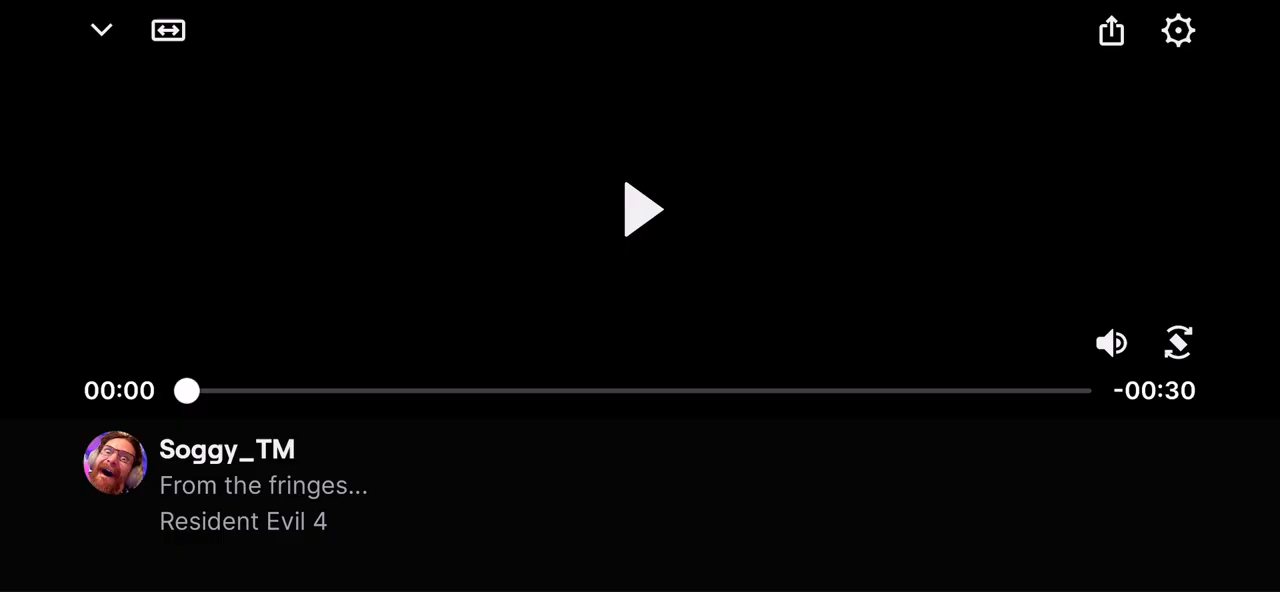 00:00
-00:30
Soggy_TM
From the fringes...
Resident Evil 4